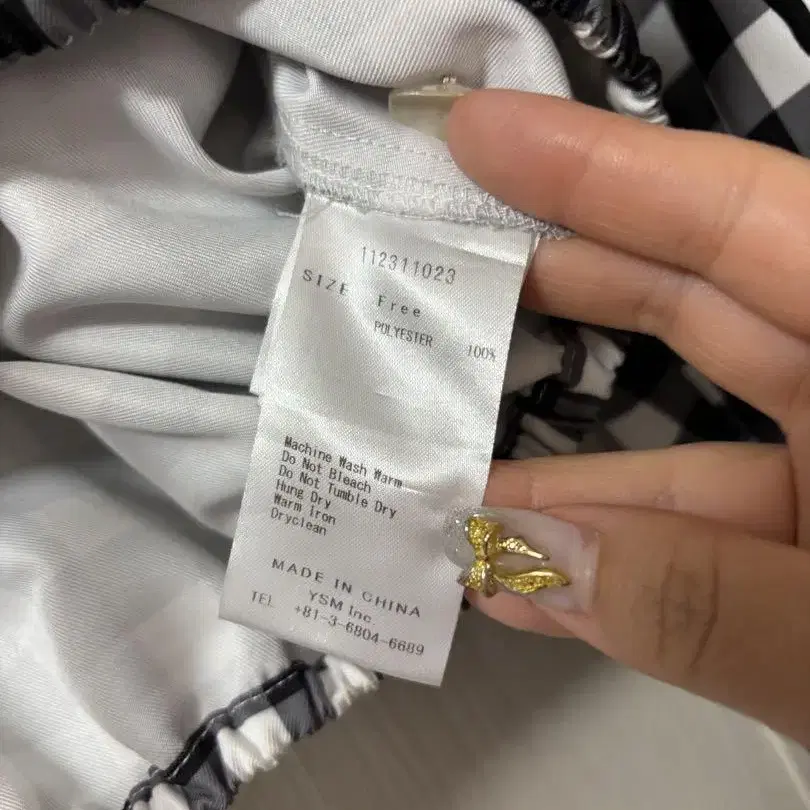 112311023
SIZE Free
POLYESTER 100%
Machine Wash Warm
Do Not Bleach
Do Not Tumble Dry
Hung Dry
Warm Iron
Dryclean
MADE IN CHINA
YSM Inc.
TEL +81-3-6804-6689